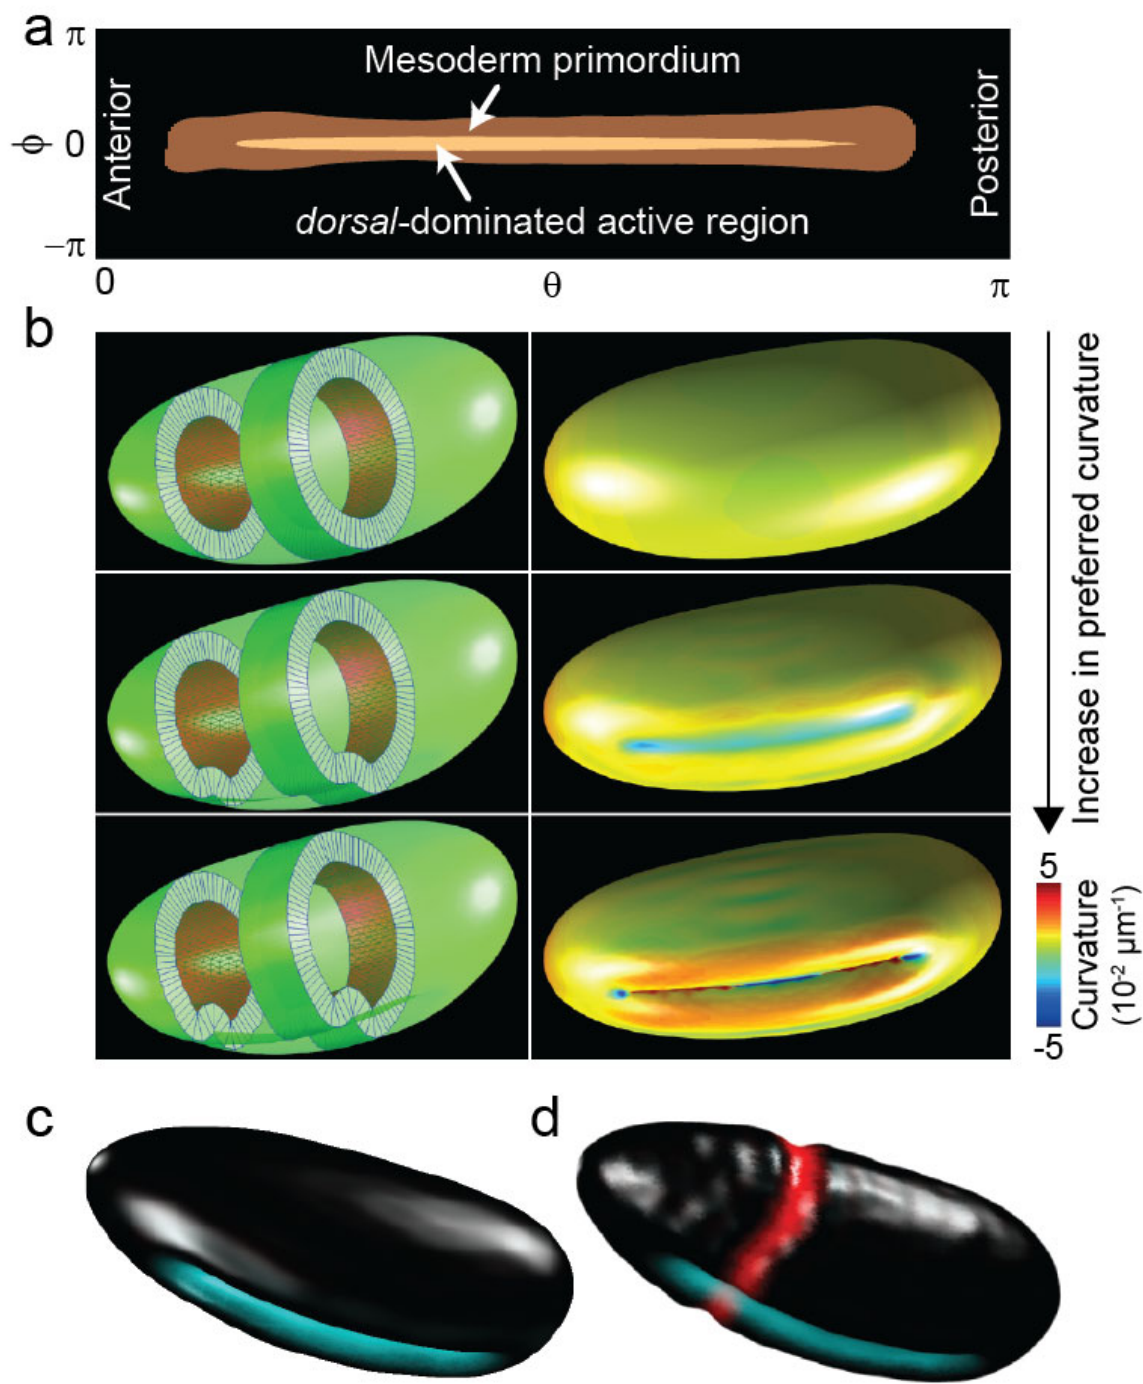 a
π
Mesoderm primordium
Anterior
Posterior
ϕ
0
dorsal-dominated active region
−π
0
θ
π
b
Increase in preferred curvature
5
Curvature
(10⁻² μm⁻¹)
-5
c
d